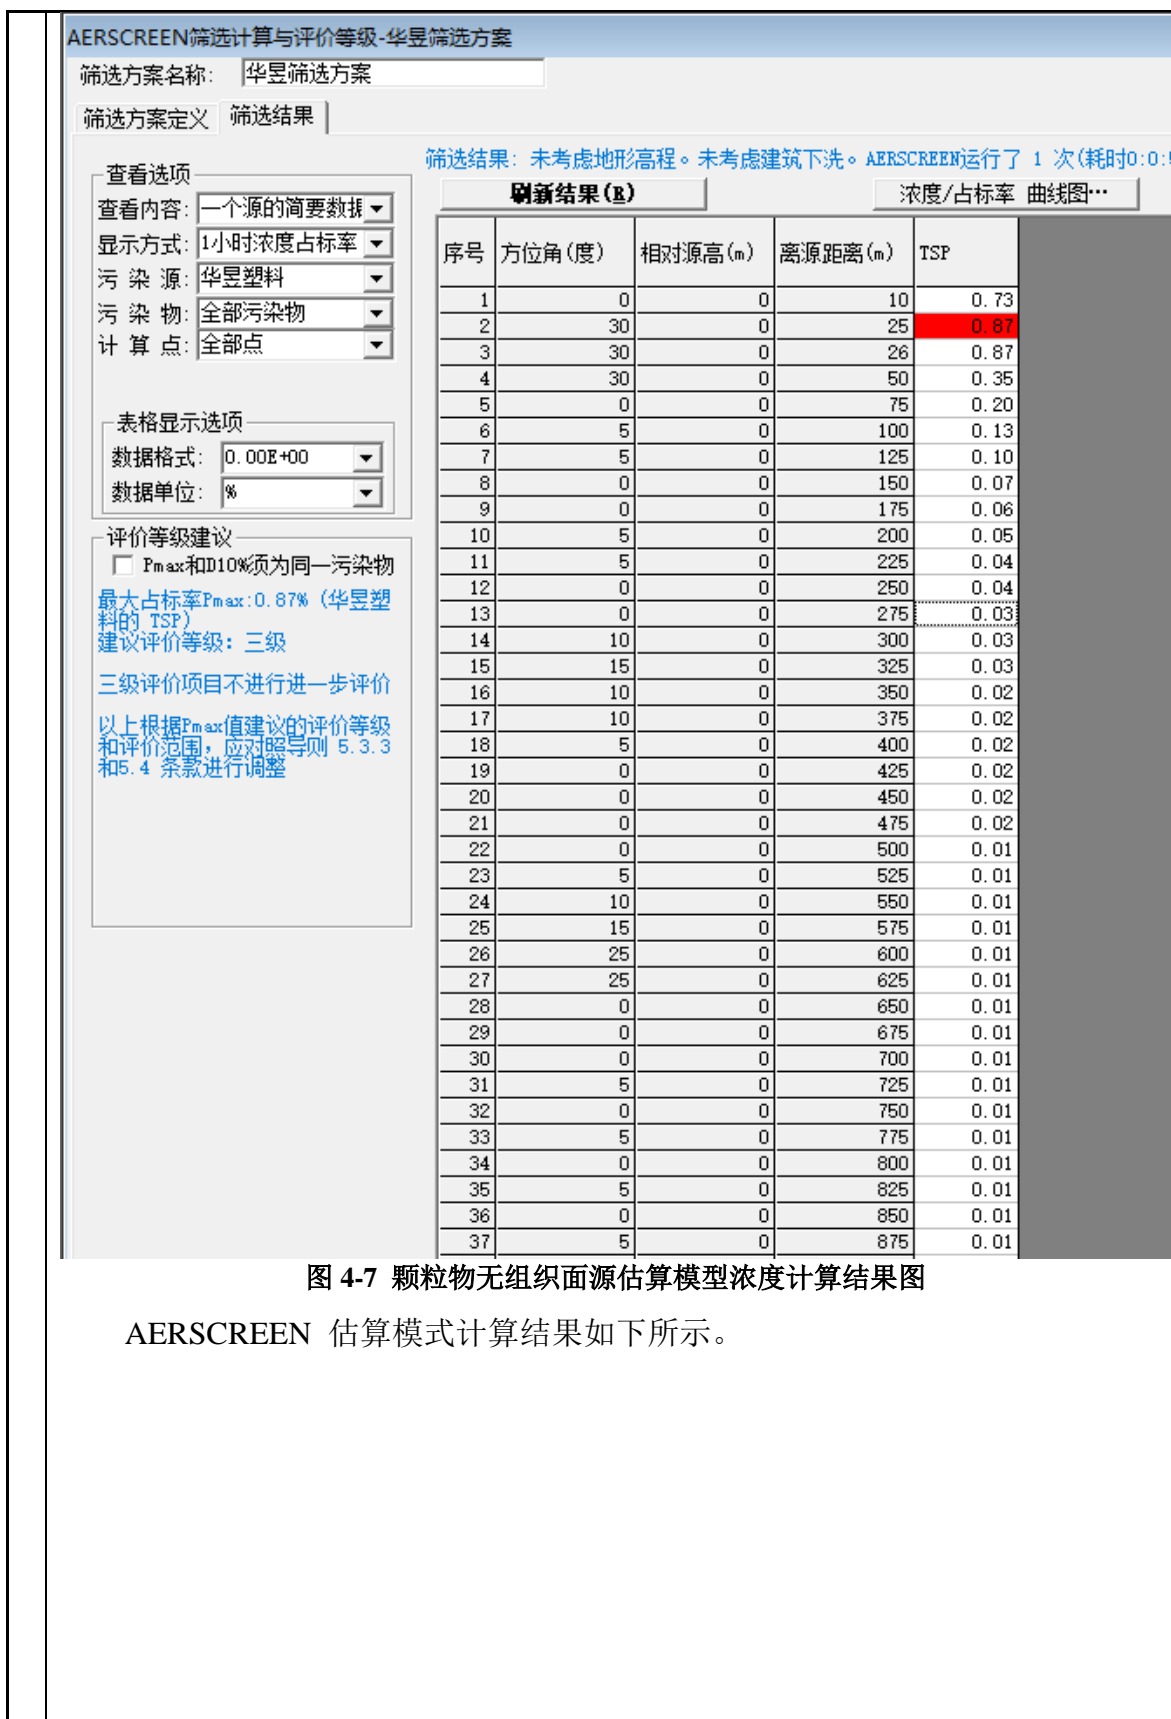 AERSCREEN筛选计算与评价等级-华昱筛选方案
筛选方案名称: 华昱筛选方案
筛选方案定义 筛选结果
筛选结果: 未考虑地形高程。未考虑建筑下洗。AERSCREEN运行了 1 次(耗时0:0:
查看选项
查看内容: 一个源的简要数据
显示方式: 1小时浓度占标率
污 染 源: 华昱塑料
污 染 物: 全部污染物
计 算 点: 全部点
表格显示选项
数据格式: 0.00E+00
数据单位: %
评价等级建议
Pmax和D10%须为同一污染物
最大占标率Pmax:0.87% (华昱塑
料的 TSP)
建议评价等级: 三级
三级评价项目不进行进一步评价
以上根据Pmax值建议的评价等级
和评价范围,应对照导则 5.3.3
和5.4 条款进行调整
刷新结果(R) 浓度/占标率 曲线图…
序号 方位角(度) 相对源高(m) 离源距离(m) TSP
1 0 0 10 0.73
2 30 0 25 0.87
3 30 0 26 0.87
4 30 0 50 0.35
5 0 0 75 0.20
6 5 0 100 0.13
7 5 0 125 0.10
8 0 0 150 0.07
9 0 0 175 0.06
10 5 0 200 0.05
11 5 0 225 0.04
12 0 0 250 0.04
13 0 0 275 0.03
14 10 0 300 0.03
15 15 0 325 0.03
16 10 0 350 0.02
17 10 0 375 0.02
18 5 0 400 0.02
19 0 0 425 0.02
20 0 0 450 0.02
21 0 0 475 0.02
22 0 0 500 0.01
23 5 0 525 0.01
24 10 0 550 0.01
25 15 0 575 0.01
26 25 0 600 0.01
27 25 0 625 0.01
28 0 0 650 0.01
29 0 0 675 0.01
30 0 0 700 0.01
31 5 0 725 0.01
32 0 0 750 0.01
33 5 0 775 0.01
34 0 0 800 0.01
35 5 0 825 0.01
36 0 0 850 0.01
37 5 0 875 0.01
图 4-7 颗粒物无组织面源估算模型浓度计算结果图
AERSCREEN 估算模式计算结果如下所示。